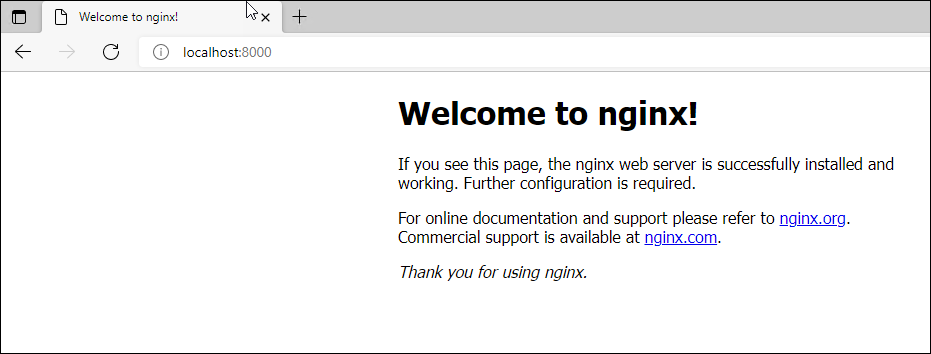 Welcome to nginx!
localhost:8000
Welcome to nginx!
If you see this page, the nginx web server is successfully installed and
working. Further configuration is required.
For online documentation and support please refer to nginx.org.
Commercial support is available at nginx.com.
Thank you for using nginx.